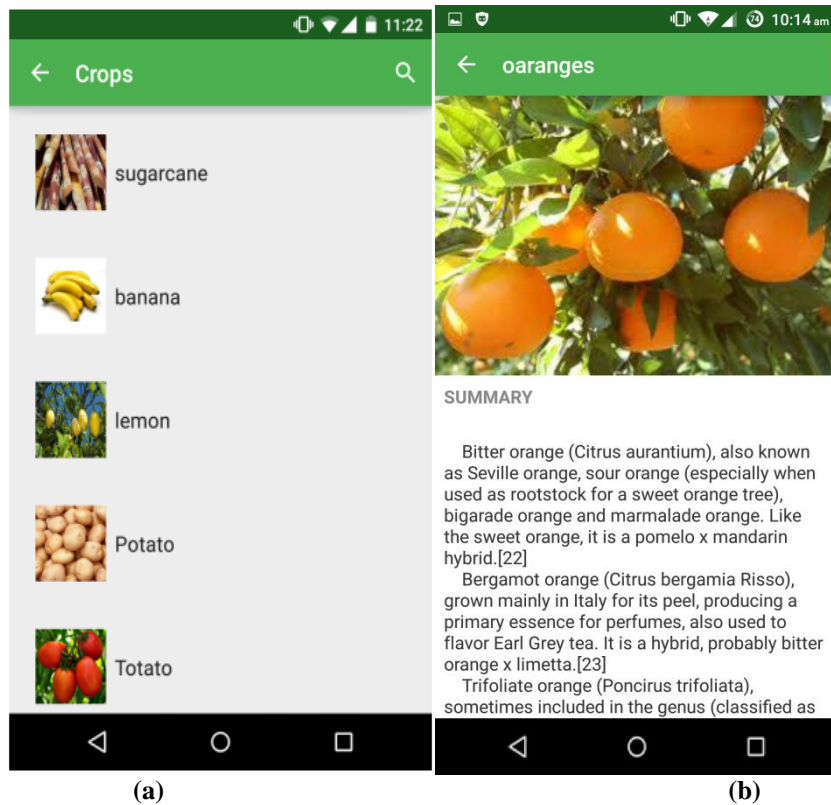 11:22
Crops
sugarcane
banana
lemon
Potato
Totato
(a)
74 10:14 am
oaranges
SUMMARY
Bitter orange (Citrus aurantium), also known
as Seville orange, sour orange (especially when
used as rootstock for a sweet orange tree),
bigarade orange and marmalade orange. Like
the sweet orange, it is a pomelo x mandarin
hybrid.[22]
Bergamot orange (Citrus bergamia Risso),
grown mainly in Italy for its peel, producing a
primary essence for perfumes, also used to
flavor Earl Grey tea. It is a hybrid, probably bitter
orange x limetta.[23]
Trifoliate orange (Poncirus trifoliata),
sometimes included in the genus (classified as
(b)